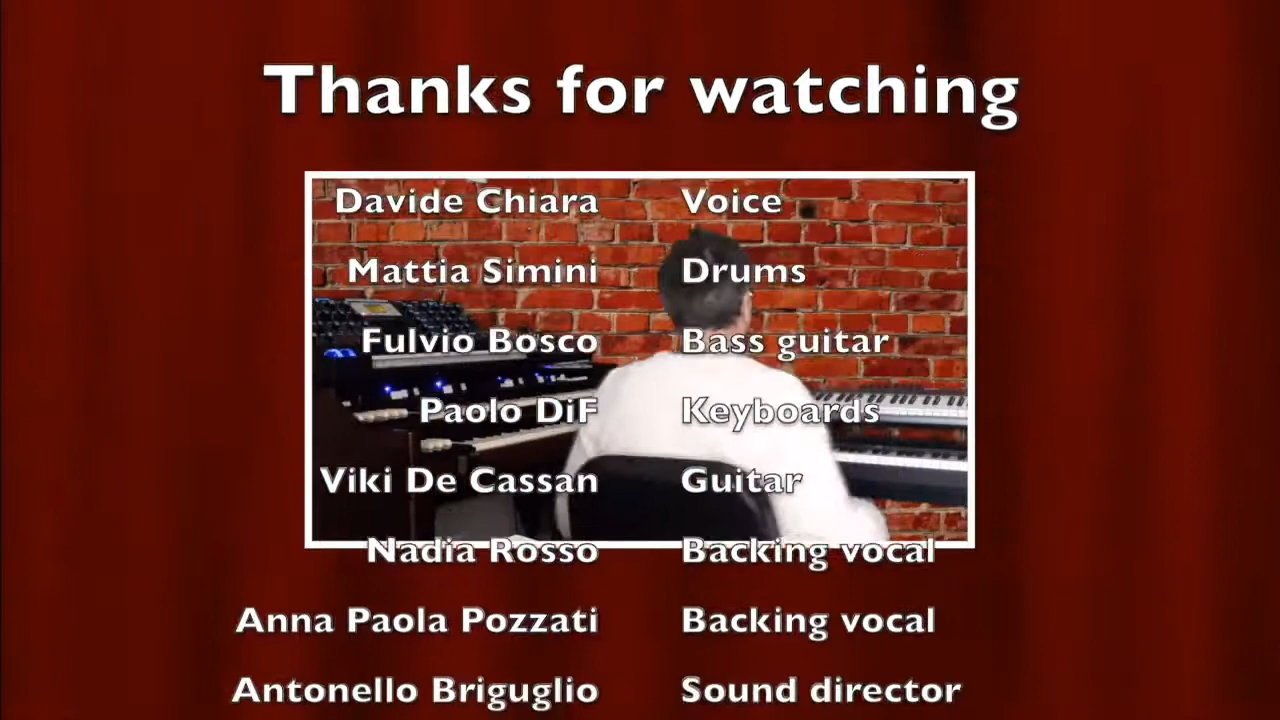 Thanks for watching
Davide Chiara Voice
Mattia Simini Drums
Fulvio Bosco Bass guitar
Paolo DiF Keyboards
Viki De Cassan Guitar
Nadia Rosso Backing vocal
Anna Paola Pozzati Backing vocal
Antonello Briguglio Sound director